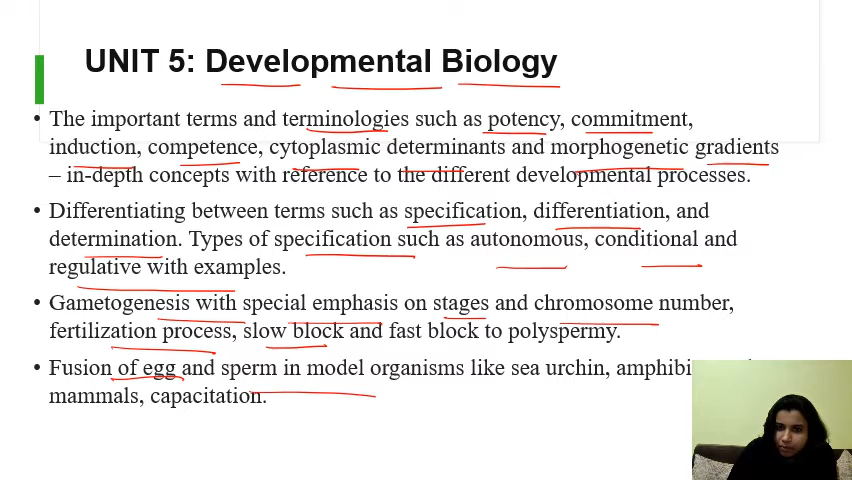 UNIT 5: Developmental Biology
• The important terms and terminologies such as potency, commitment,
induction, competence, cytoplasmic determinants and morphogenetic gradients
– in-depth concepts with reference to the different developmental processes.
• Differentiating between terms such as specification, differentiation, and
determination. Types of specification such as autonomous, conditional and
regulative with examples.
• Gametogenesis with special emphasis on stages and chromosome number,
fertilization process, slow block and fast block to polyspermy.
• Fusion of egg and sperm in model organisms like sea urchin,
mammals, capacitation.